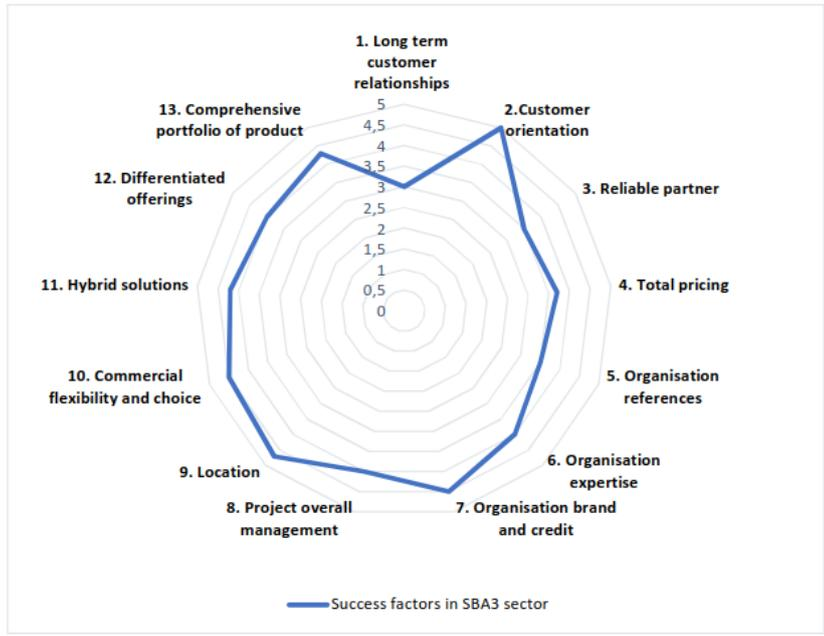 1. Long term
customer
relationships
5
4,5
4
3,5
3
2,5
2
1,5
1
0,5
0
2.Customer
orientation
3. Reliable partner
4. Total pricing
5. Organisation
references
6. Organisation
expertise
7. Organisation brand
and credit
8. Project overall
management
9. Location
10. Commercial
flexibility and choice
11. Hybrid solutions
12. Differentiated
offerings
13. Comprehensive
portfolio of product
Success factors in SBA3 sector